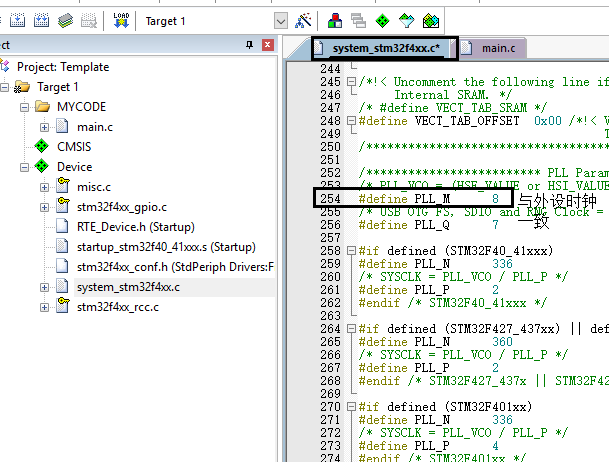 Target 1
ect
system_stm32f4xx.c*
main.c
Project: Template
Target 1
MYCODE
main.c
CMSIS
Device
misc.c
stm32f4xx_gpio.c
RTE_Device.h (Startup)
startup_stm32f40_41xxx.s (Startup)
stm32f4xx_conf.h (StdPeriph Drivers:F
system_stm32f4xx.c
stm32f4xx_rcc.c
244
245 /*!< Uncomment the following line if
246 Internal SRAM. */
247 /* #define VECT_TAB_SRAM */
248 #define VECT_TAB_OFFSET 0x00 /*!< V
249
250 /***********************************
251
252 /************************* PLL Param
253 /* PLL_VCO = (HSE_VALUE or HSI_VALUE
254 #define PLL_M 8
与外设时钟
一致
255 /* USB OTG FS, SDIO and RNG Clock =
256 #define PLL_Q 7
257
258 #if defined (STM32F40_41xxx)
259 #define PLL_N 336
260 /* SYSCLK = PLL_VCO / PLL_P */
261 #define PLL_P 2
262 #endif /* STM32F40_41xxx */
263
264 #if defined (STM32F427_437xx) || def
265 #define PLL_N 360
266 /* SYSCLK = PLL_VCO / PLL_P */
267 #define PLL_P 2
268 #endif /* STM32F427_437x || STM32F42
269
270 #if defined (STM32F401xx)
271 #define PLL_N 336
272 /* SYSCLK = PLL_VCO / PLL_P */
273 #define PLL_P 4
274 #endif /* STM32F401xx */